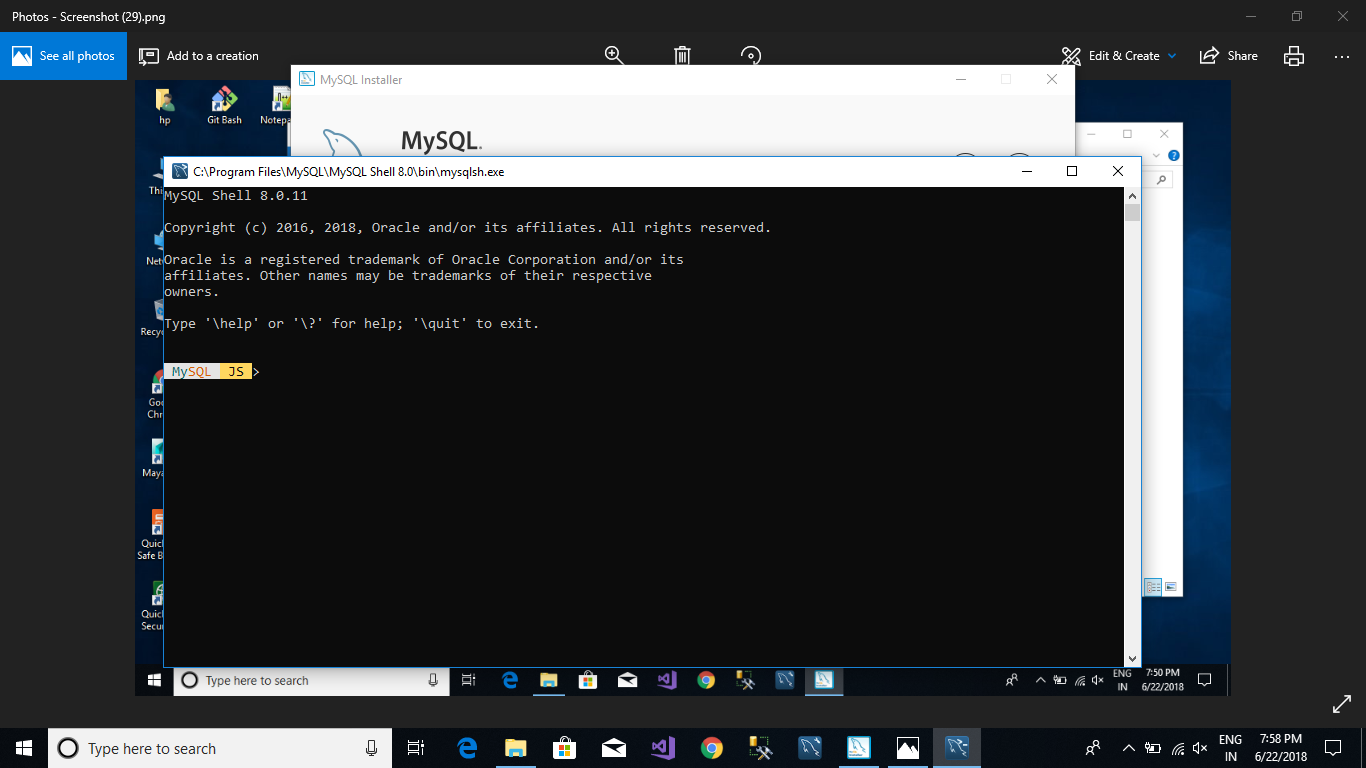 Photos - Screenshot (29).png
See all photos
Add to a creation
Edit & Create
Share
MySQL Installer
hp
Git Bash
Notepa
MySQL.
C:\Program Files\MySQL\MySQL Shell 8.0\bin\mysqlsh.exe
MySQL Shell 8.0.11
Copyright (c) 2016, 2018, Oracle and/or its affiliates. All rights reserved.
Oracle is a registered trademark of Oracle Corporation and/or its
affiliates. Other names may be trademarks of their respective
owners.
Type '\help' or '\?' for help; '\quit' to exit.
MySQL JS >
Thi
Net
Recyc
Goo
Chr
Maya
Quic
Safe B
Quic
Secu
Type here to search
ENG
IN
7:50 PM
6/22/2018
Type here to search
ENG
IN
7:58 PM
6/22/2018